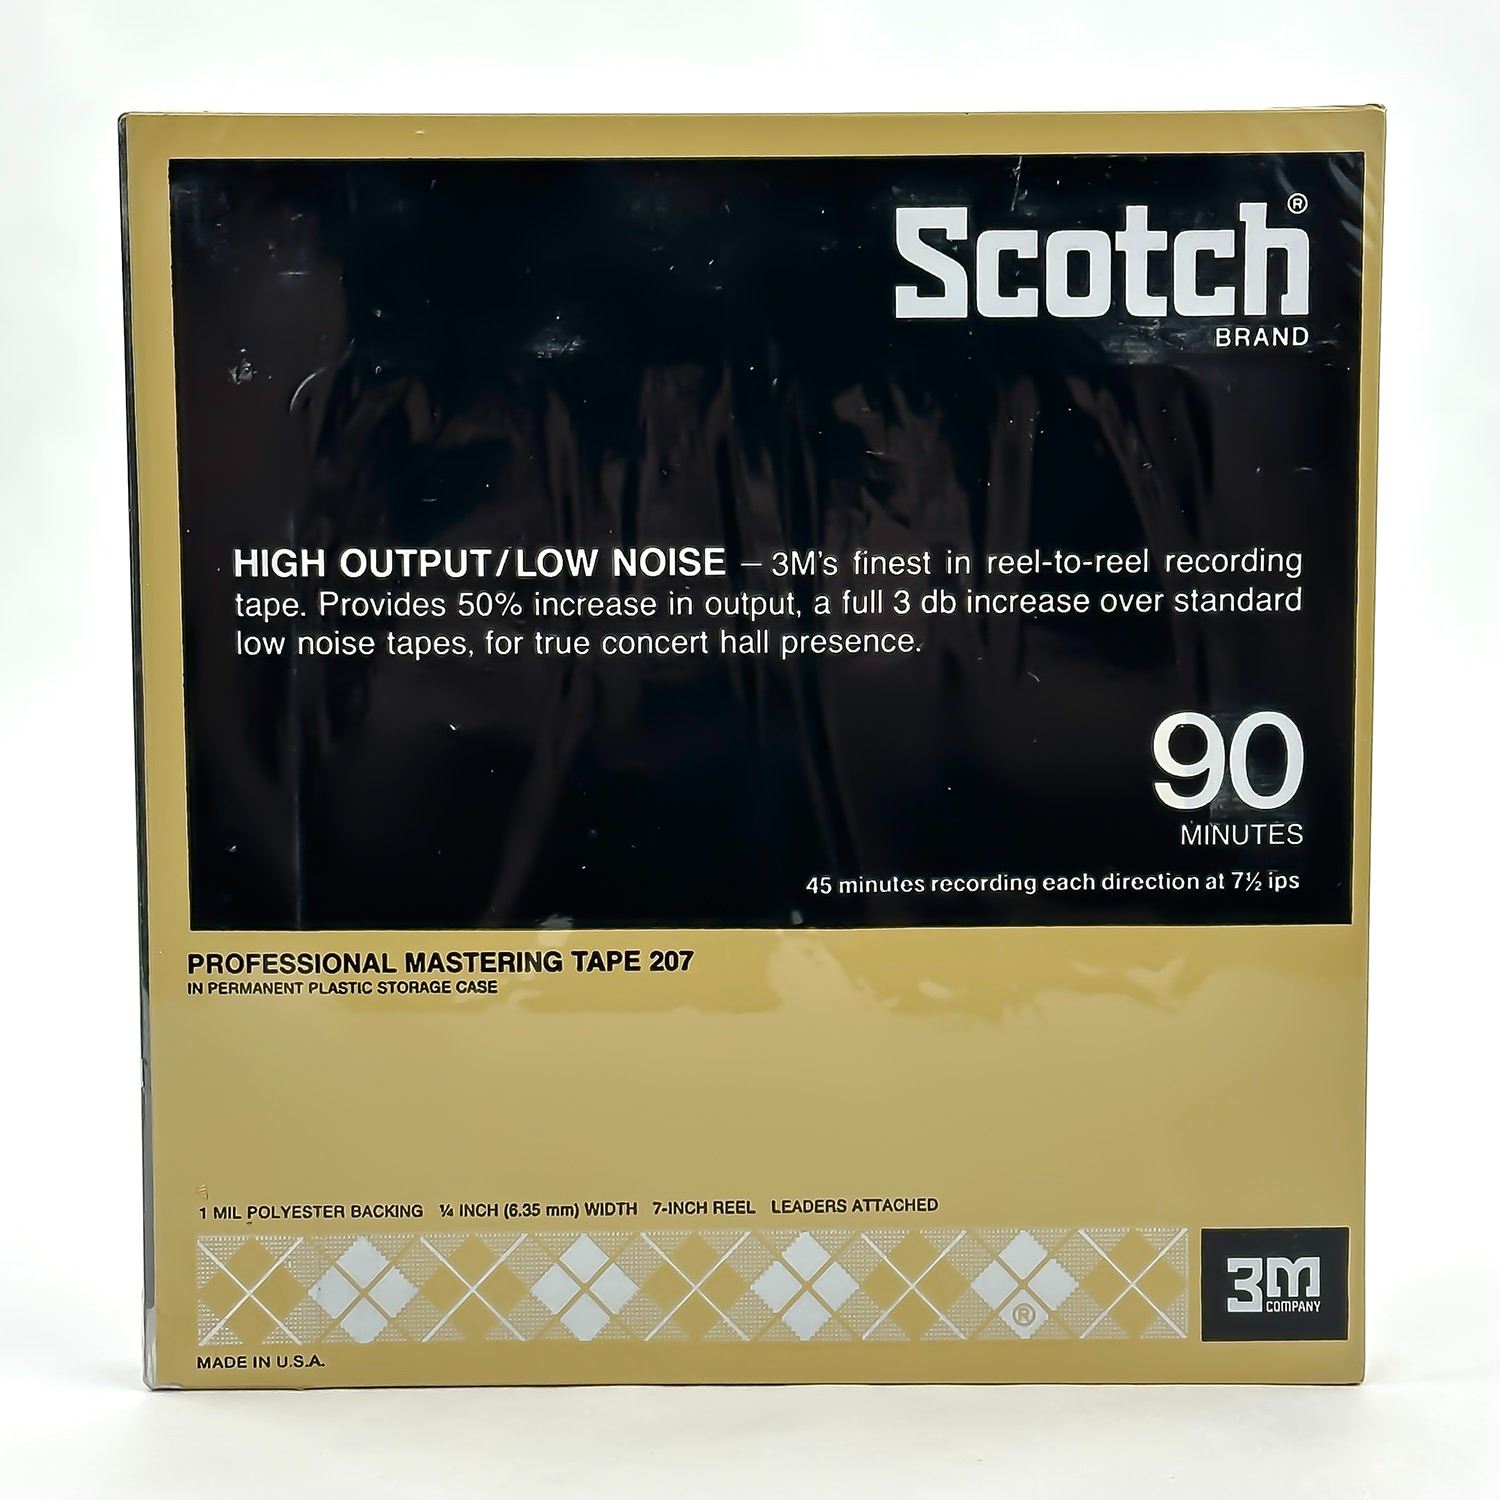 Scotch®
BRAND
HIGH OUTPUT/LOW NOISE – 3M's finest in reel-to-reel recording
tape. Provides 50% increase in output, a full 3 db increase over standard
low noise tapes, for true concert hall presence.
90
MINUTES
45 minutes recording each direction at 7½ ips
PROFESSIONAL MASTERING TAPE 207
IN PERMANENT PLASTIC STORAGE CASE
1 MIL POLYESTER BACKING ¼ INCH (6.35 mm) WIDTH 7-INCH REEL LEADERS ATTACHED
®
3M
COMPANY
MADE IN U.S.A.